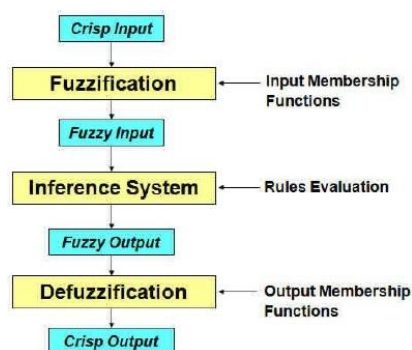 Crisp Input
Fuzzification
Input Membership
Functions
Fuzzy Input
Inference System
Rules Evaluation
Fuzzy Output
Defuzzification
Output Membership
Functions
Crisp Output